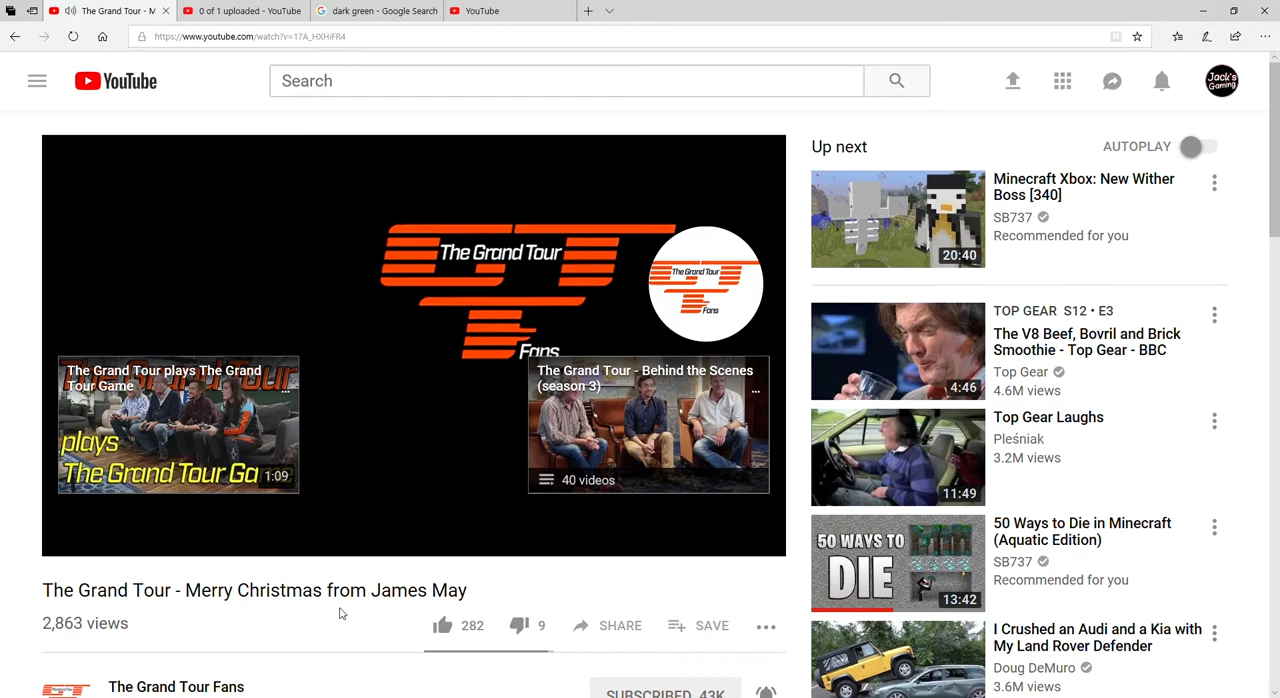 The Grand Tour - M
0 of 1 uploaded - YouTube
dark green - Google Search
YouTube
https://www.youtube.com/watch?v=17A_HXHiFR4
YouTube
Search
Jack's
Gaming
The Grand Tour
Fans
The Grand Tour
Fans
The Grand Tour plays The Grand
Tour Game
plays
The Grand Tour Ga
1:09
The Grand Tour - Behind the Scenes
(season 3)
40 videos
The Grand Tour - Merry Christmas from James May
2,863 views
282
9
SHARE
SAVE
The Grand Tour Fans
SUBSCRIBED 43K
Up next
AUTOPLAY
Minecraft Xbox: New Wither
Boss [340]
SB737
Recommended for you
20:40
TOP GEAR S12 • E3
The V8 Beef, Bovril and Brick
Smoothie - Top Gear - BBC
Top Gear
4.6M views
4:46
Top Gear Laughs
Pleśniak
3.2M views
11:49
50 WAYS TO
DIE
13:42
50 Ways to Die in Minecraft
(Aquatic Edition)
SB737
Recommended for you
I Crushed an Audi and a Kia with
My Land Rover Defender
Doug DeMuro
3.6M views